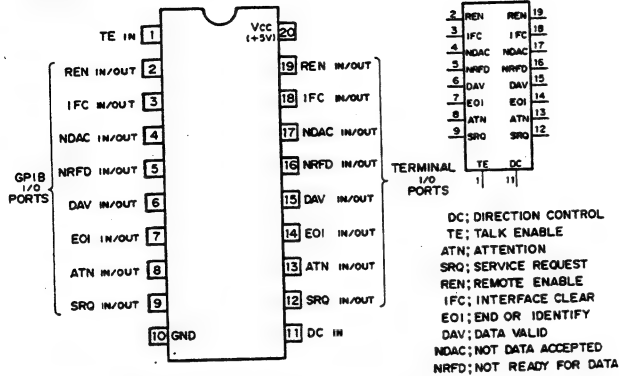 TE IN 1
VCC (+5V) 20
REN IN/OUT 2
19 REN IN/OUT
IFC IN/OUT 3
18 IFC IN/OUT
NDAC IN/OUT 4
17 NDAC IN/OUT
NRFD IN/OUT 5
16 NRFD IN/OUT
DAV IN/OUT 6
15 DAV IN/OUT
EOI IN/OUT 7
14 EOI IN/OUT
ATN IN/OUT 8
13 ATN IN/OUT
SRQ IN/OUT 9
12 SRQ IN/OUT
10 GND
11 DC IN
GPIB
I/O
PORTS
TERMINAL
I/O
PORTS
2 REN REN 19
3 IFC IFC 18
4 NDAC NDAC 17
5 NRFD NRFD 16
6 DAV DAV 15
7 EOI EOI 14
8 ATN ATN 13
9 SRQ SRQ 12
TE DC
1 11
DC; DIRECTION CONTROL
TE; TALK ENABLE
ATN; ATTENTION
SRQ; SERVICE REQUEST
REN; REMOTE ENABLE
IFC; INTERFACE CLEAR
EOI; END OR IDENTIFY
DAV; DATA VALID
NDAC; NOT DATA ACCEPTED
NRFD; NOT READY FOR DATA